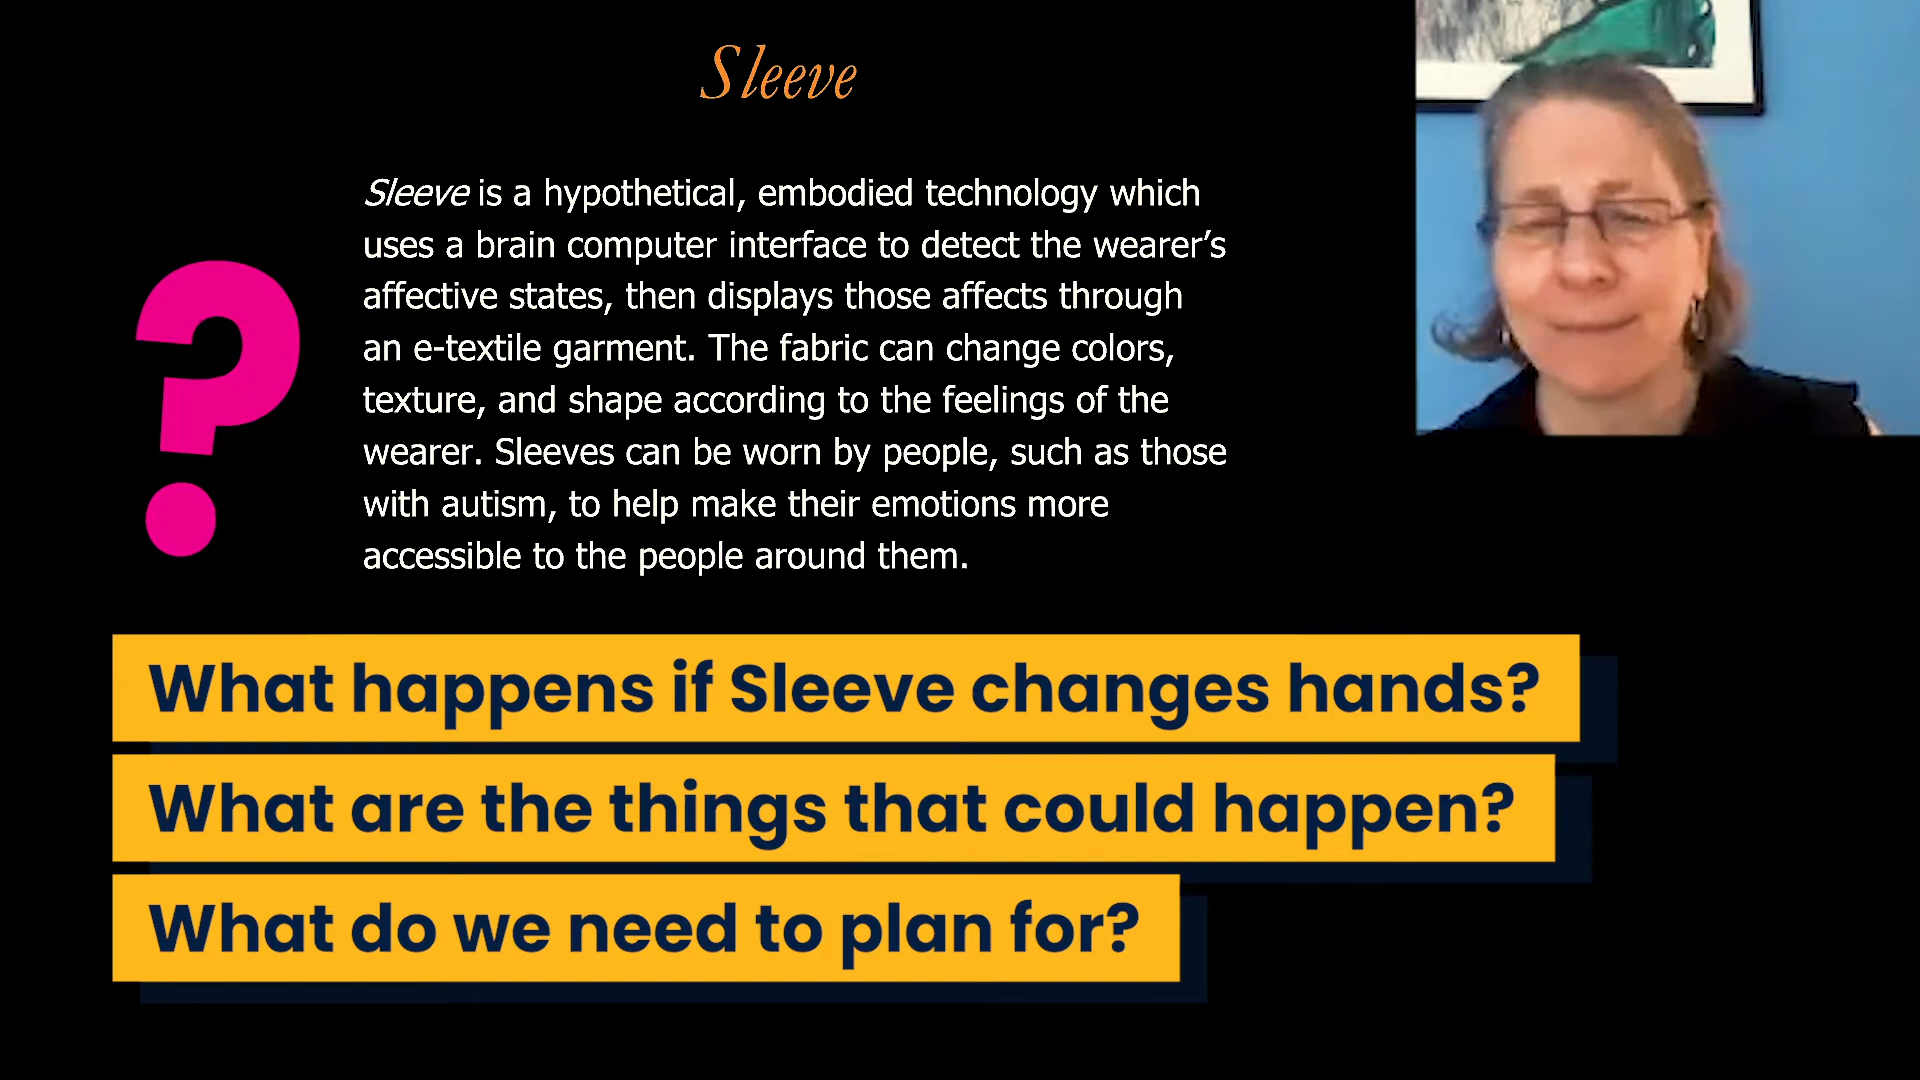 Sleeve
Sleeve is a hypothetical, embodied technology which
uses a brain computer interface to detect the wearer’s
affective states, then displays those affects through
an e-textile garment. The fabric can change colors,
texture, and shape according to the feelings of the
wearer. Sleeves can be worn by people, such as those
with autism, to help make their emotions more
accessible to the people around them.
?
What happens if Sleeve changes hands?
What are the things that could happen?
What do we need to plan for?